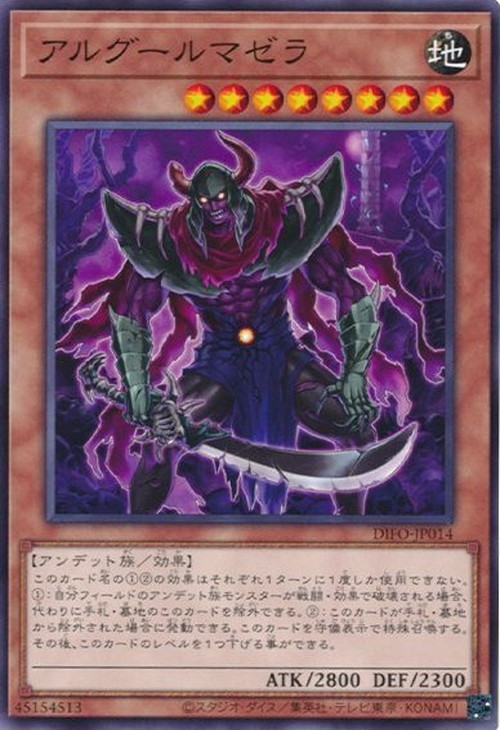 アルグールマゼラ
地
DIFO-JP014
【アンデット族／効果】
このカード名の①②の効果はそれぞれ１ターンに１度しか使用できない。
①：自分フィールドのアンデット族モンスターが戦闘・効果で破壊される場合、
代わりに手札・墓地のこのカードを除外できる。②：このカードが手札・墓地
から除外された場合に発動できる。このカードを守備表示で特殊召喚する。
その後、このカードのレベルを１つ下げる事ができる。
ATK/2800 DEF/2300
45154513 ©スタジオ・ダイス／集英社・テレビ東京・KONAMI